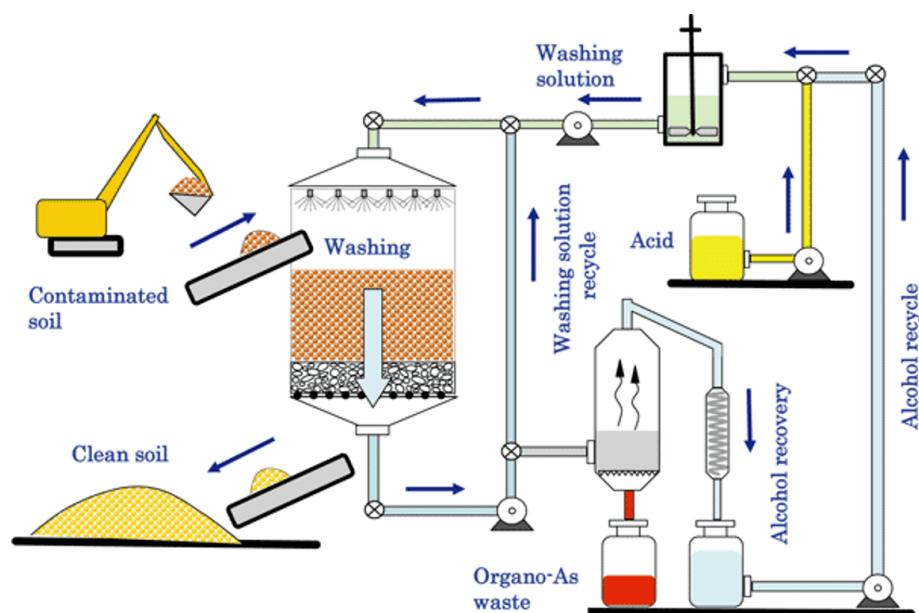 Washing
solution
Washing
Contaminated
soil
Acid
Washing solution
recycle
Alcohol recycle
Clean soil
Alcohol recovery
Organo-As
waste